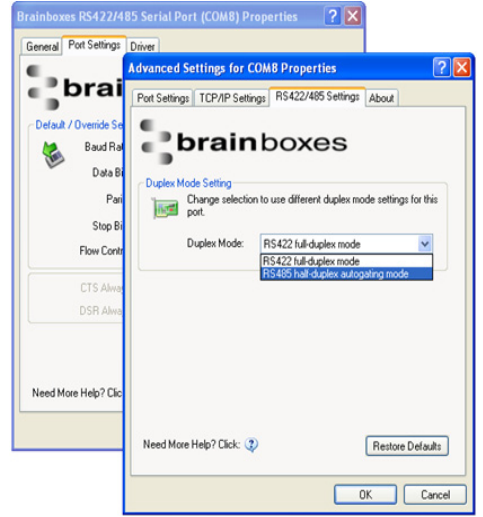 Brainboxes RS422/485 Serial Port (COM8) Properties
General Port Settings Driver
brai
Default / Override Se
Baud Ra
Data Bi
Pari
Stop Bi
Flow Contr
CTS Alwa
DSR Alwa
Need More Help? Clic
Advanced Settings for COM8 Properties
Port Settings TCP/IP Settings RS422/485 Settings About
brainboxes
Duplex Mode Setting
Change selection to use different duplex mode settings for this
port.
Duplex Mode: RS422 full-duplex mode
RS422 full-duplex mode
RS485 half-duplex autogating mode
Need More Help? Click: ?
Restore Defaults
OK Cancel